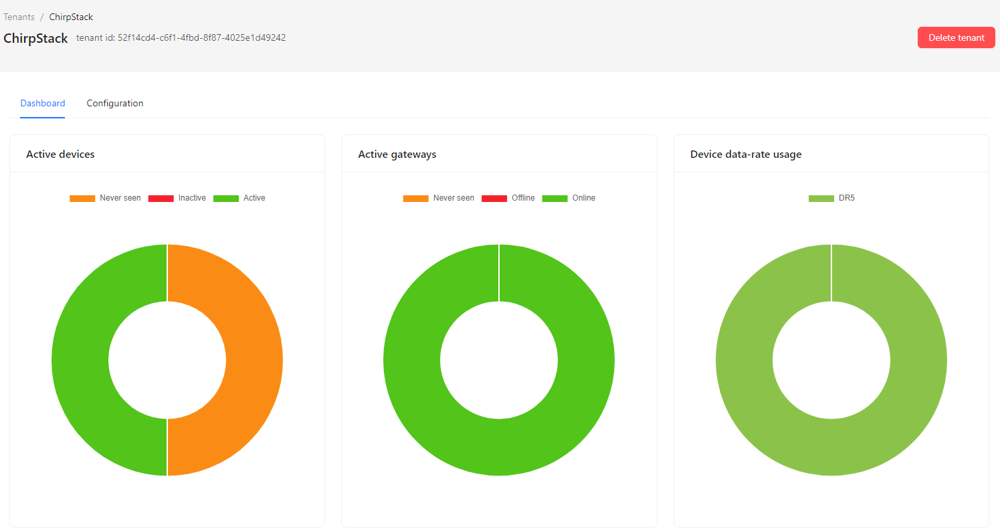 Tenants / ChirpStack
ChirpStack tenant id: 52f14cd4-c6f1-4fbd-8f87-4025e1d49242
Delete tenant
Dashboard Configuration
Active devices
Never seen Inactive Active
Active gateways
Never seen Offline Online
Device data-rate usage
DR5